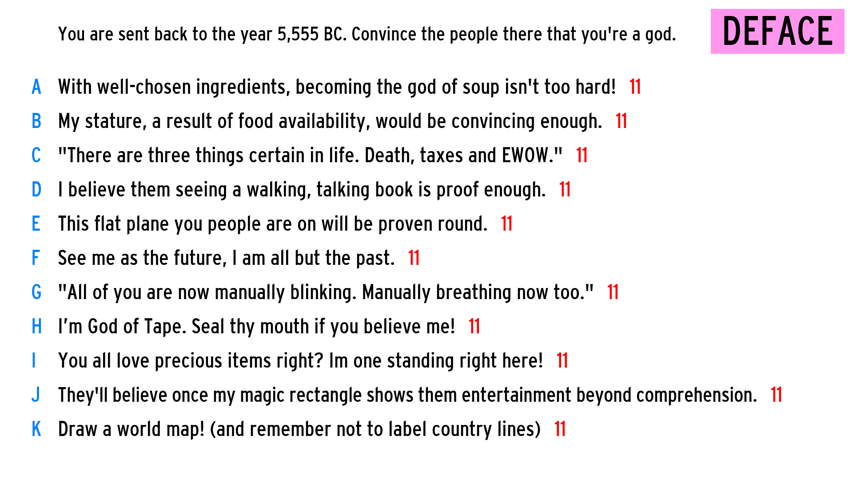 You are sent back to the year 5,555 BC. Convince the people there that you're a god.
DEFACE
A With well-chosen ingredients, becoming the god of soup isn't too hard! 11
B My stature, a result of food availability, would be convincing enough. 11
C "There are three things certain in life. Death, taxes and EWOW." 11
D I believe them seeing a walking, talking book is proof enough. 11
E This flat plane you people are on will be proven round. 11
F See me as the future, I am all but the past. 11
G "All of you are now manually blinking. Manually breathing now too." 11
H I’m God of Tape. Seal thy mouth if you believe me! 11
I You all love precious items right? Im one standing right here! 11
J They'll believe once my magic rectangle shows them entertainment beyond comprehension. 11
K Draw a world map! (and remember not to label country lines) 11